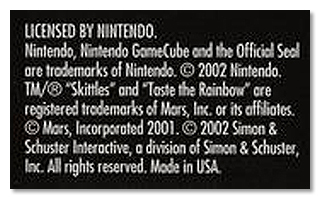 LICENSED BY NINTENDO.
Nintendo, Nintendo GameCube and the Official Seal
are trademarks of Nintendo. © 2002 Nintendo.
TM/® "Skittles" and "Taste the Rainbow" are
registered trademarks of Mars, Inc. or its affiliates.
© Mars, Incorporated 2001. © 2002 Simon &
Schuster Interactive, a division of Simon & Schuster,
Inc. All rights reserved. Made in USA.